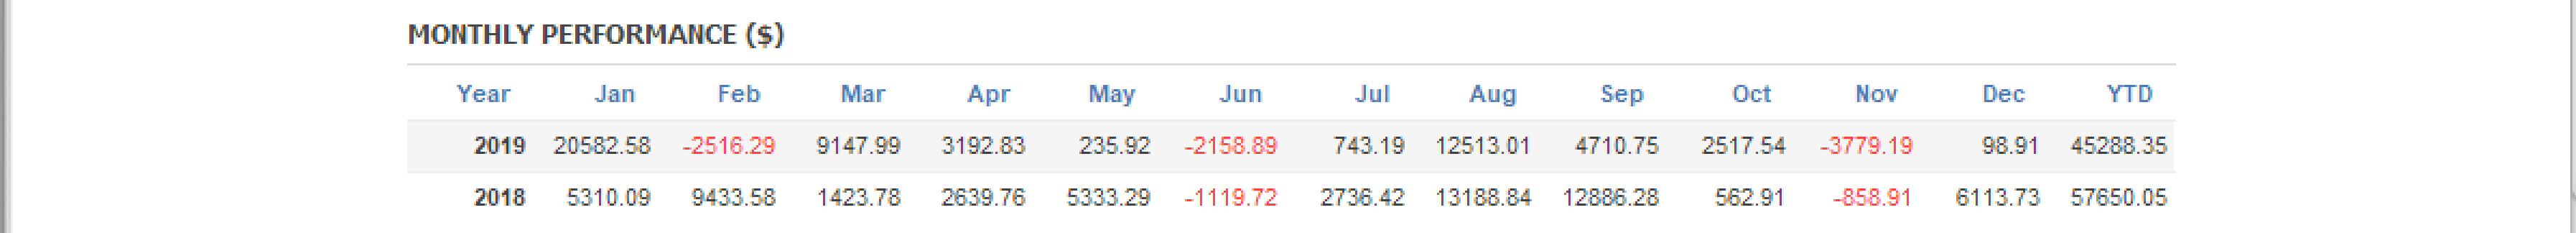 MONTHLY PERFORMANCE ($)
Year Jan Feb Mar Apr May Jun Jul Aug Sep Oct Nov Dec YTD
2019 20582.58 -2516.29 9147.99 3192.83 235.92 -2158.89 743.19 12513.01 4710.75 2517.54 -3779.19 98.91 45288.35
2018 5310.09 9433.58 1423.78 2639.76 5333.29 -1119.72 2736.42 13188.84 12886.28 562.91 -858.91 6113.73 57650.05